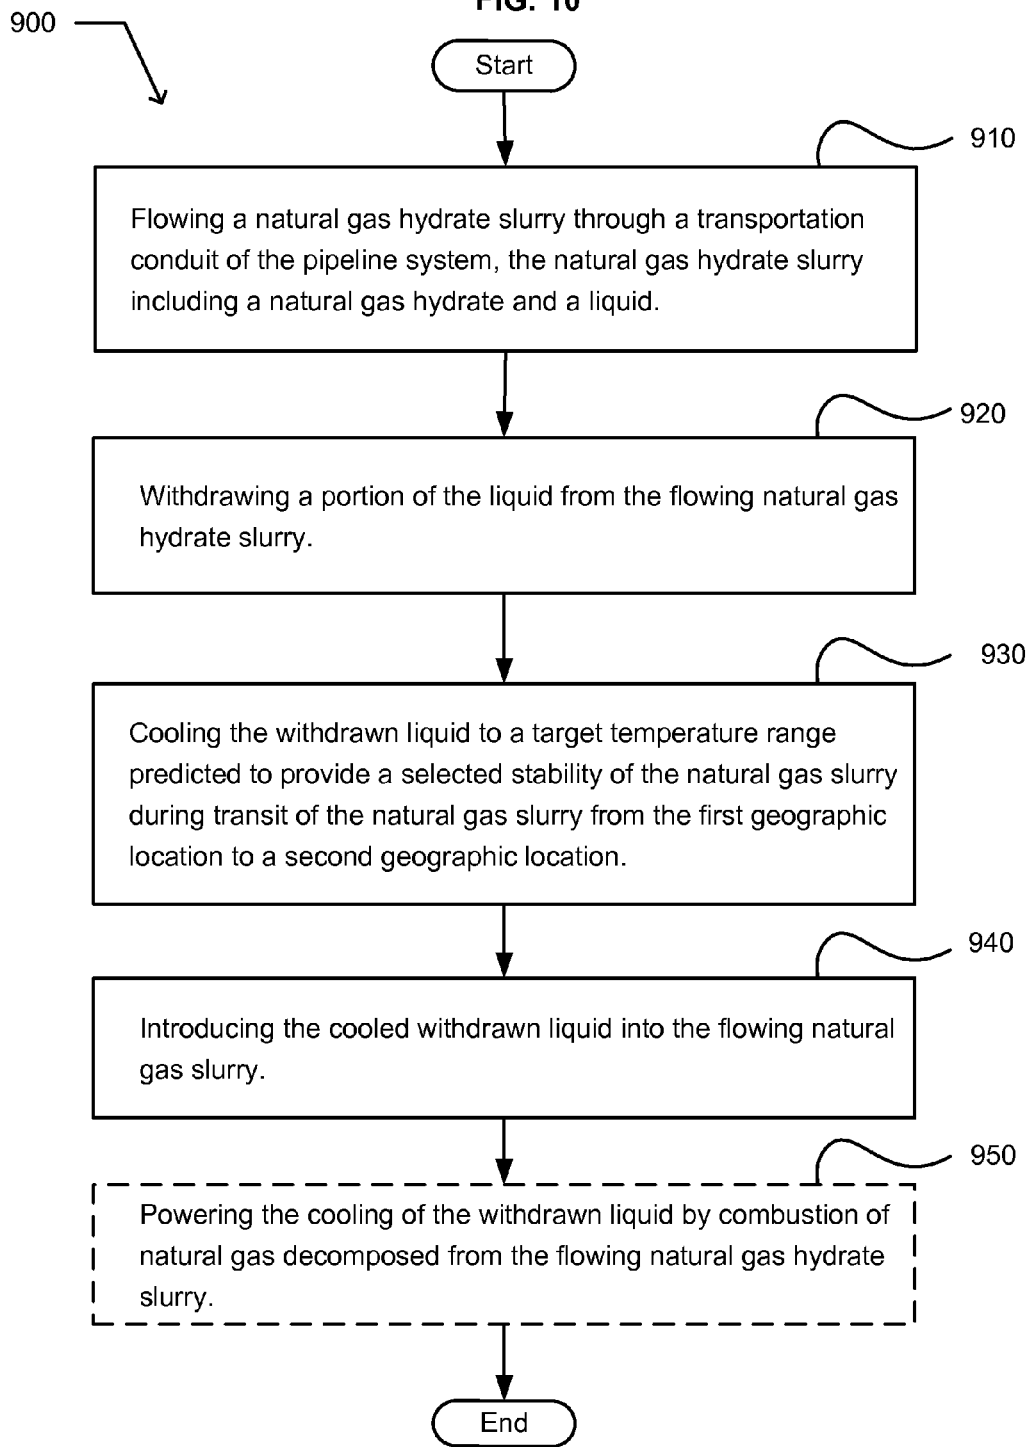 FIG. 10
900
Start
910
Flowing a natural gas hydrate slurry through a transportation
conduit of the pipeline system, the natural gas hydrate slurry
including a natural gas hydrate and a liquid.
920
Withdrawing a portion of the liquid from the flowing natural gas
hydrate slurry.
930
Cooling the withdrawn liquid to a target temperature range
predicted to provide a selected stability of the natural gas slurry
during transit of the natural gas slurry from the first geographic
location to a second geographic location.
940
Introducing the cooled withdrawn liquid into the flowing natural
gas slurry.
950
Powering the cooling of the withdrawn liquid by combustion of
natural gas decomposed from the flowing natural gas hydrate
slurry.
End